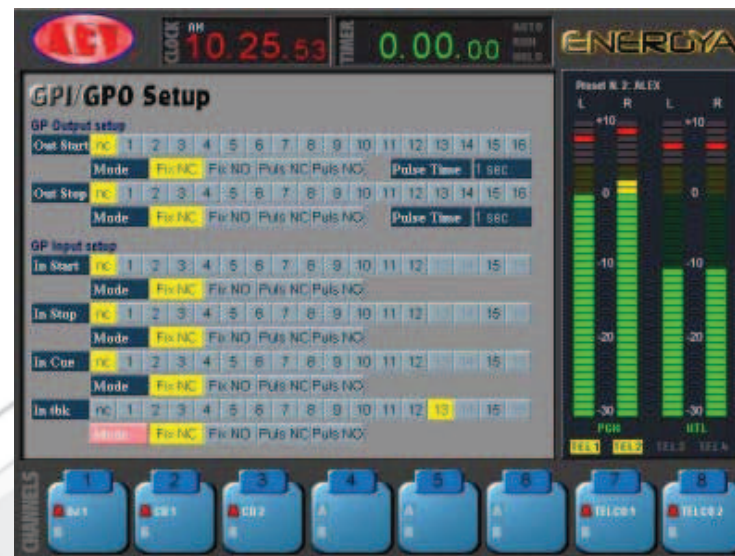 AEV CLOCK AM 10.25.53 TIMER 0.00.00 AUTO RUN HOLD ENERGYA
GPI/GPO Setup
GP Output setup
Out Start nc 1 2 3 4 5 6 7 8 9 10 11 12 13 14 15 16
Mode Fix NC Fix NO Puls NC Puls NO Pulse Time 1 sec
Out Stop nc 1 2 3 4 5 6 7 8 9 10 11 12 13 14 15 16
Mode Fix NC Fix NO Puls NC Puls NO Pulse Time 1 sec
GP Input setup
In Start nc 1 2 3 4 5 6 7 8 9 10 11 12 15
Mode Fix NC Fix NO Puls NC Puls NO
In Stop nc 1 2 3 4 5 6 7 8 9 10 11 12 15
Mode Fix NC Fix NO Puls NC Puls NO
In Cue nc 1 2 3 4 5 6 7 8 9 10 11 12 15
Mode Fix NC Fix NO Puls NC Puls NO
In tbk nc 1 2 3 4 5 6 7 8 9 10 11 12 13 15
Mode Fix NC Fix NO Puls NC Puls NO
Preset N. 2: ALEX
L R L R
+10 +10
0 0
-10 -10
-20 -20
-30 -30
PGM UTL
TEL 1 TEL 2 TEL 3 TEL 4
CHANNELS
1 2 3 4 5 6 7 8
A DJ 1 A CD 1 A CD 2 A A A A TELCO 1 A TELCO 2
B B B B B B B B